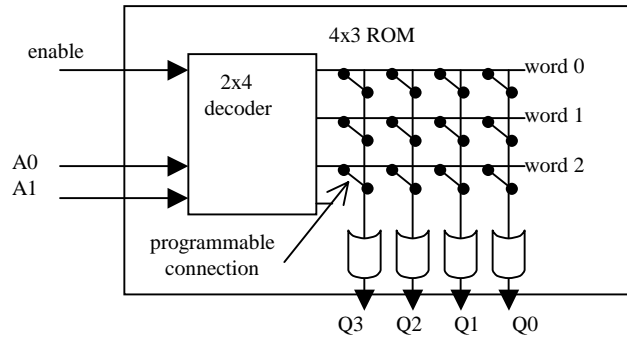 4x3 ROM
enable
2x4
decoder
word 0
word 1
word 2
A0
A1
programmable
connection
Q3 Q2 Q1 Q0